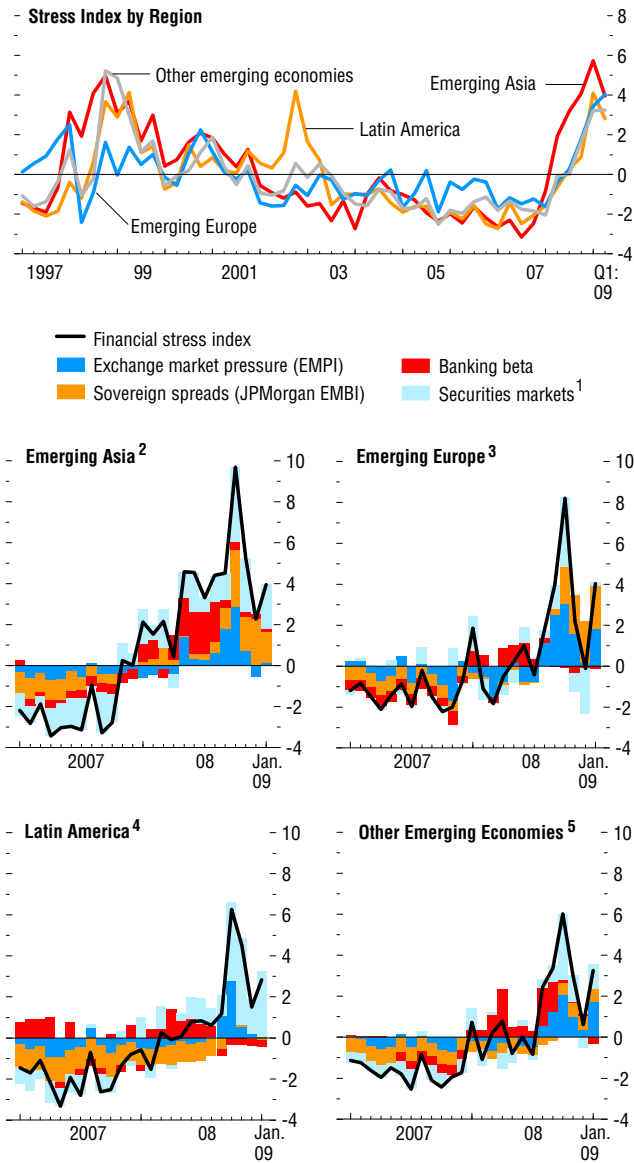 Stress Index by Region
8
6
4
2
0
-2
-4
Other emerging economies
Emerging Asia
Latin America
Emerging Europe
1997 99 2001 03 05 07 Q1:
09
Financial stress index
Exchange market pressure (EMPI)
Banking beta
Sovereign spreads (JPMorgan EMBI)
Securities markets1
Emerging Asia 2
10
8
6
4
2
0
-2
-4
2007 08 Jan.
09
Emerging Europe 3
10
8
6
4
2
0
-2
-4
2007 08 Jan.
09
Latin America 4
10
8
6
4
2
0
-2
-4
2007 08 Jan.
09
Other Emerging Economies 5
10
8
6
4
2
0
-2
-4
2007 08 Jan.
09